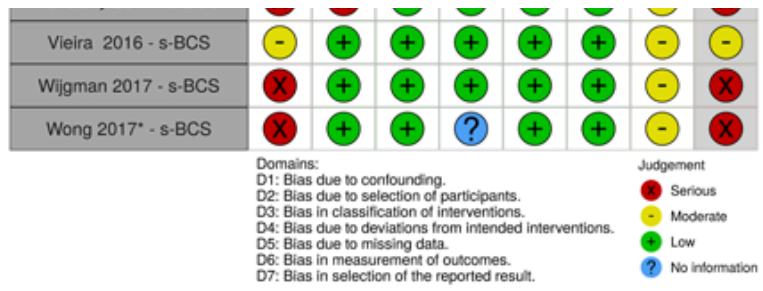 Vieira 2016 - s-BCS - + + + + + - -
Wijgman 2017 - s-BCS X + + + + + - X
Wong 2017* - s-BCS X + + ? + + - X
Domains:
D1: Bias due to confounding.
D2: Bias due to selection of participants.
D3: Bias in classification of interventions.
D4: Bias due to deviations from intended interventions.
D5: Bias due to missing data.
D6: Bias in measurement of outcomes.
D7: Bias in selection of the reported result.
Judgement
X Serious
- Moderate
+ Low
? No information